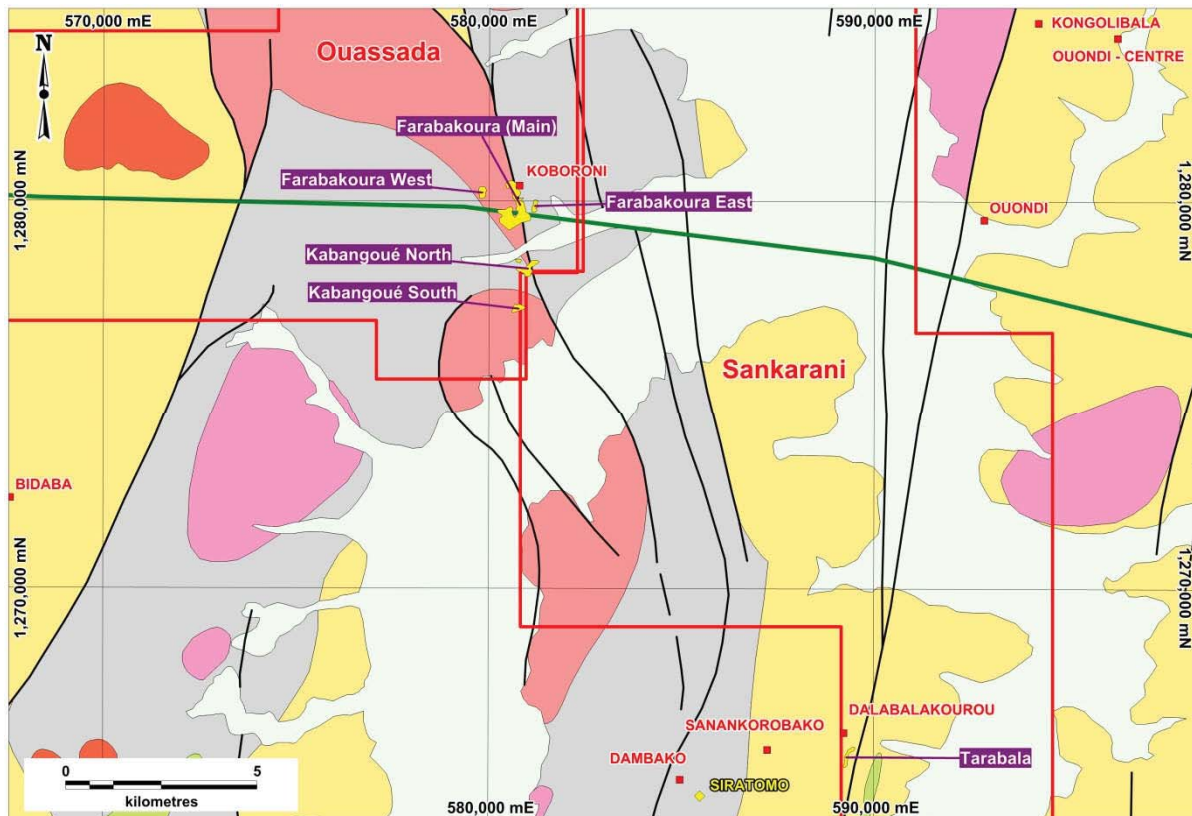 570,000 mE
580,000 mE
590,000 mE
KONGOLIBALA
OUONDI - CENTRE
N
Ouassada
Farabakoura (Main)
Farabakoura West
KOBORONI
Farabakoura East
1,280,000 mN
1,280,000 mN
OUONDI
Kabangoué North
Kabangoué South
Sankarani
BIDABA
1,270,000 mN
1,270,000 mN
DALABALAKOUROU
SANANKOROBAKO
Tarabala
DAMBAKO
SIRATOMO
0 5
kilometres
580,000 mE
590,000 mE